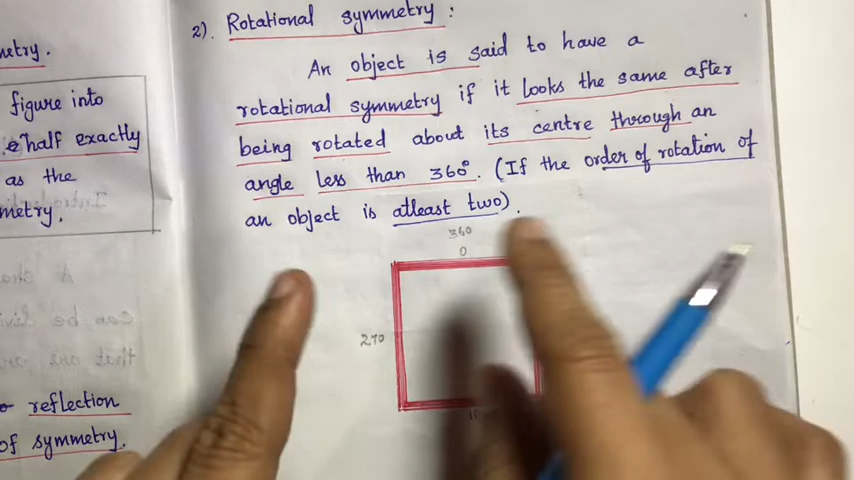 metry.
figure into
e half exactly
as the
metry.
reflection
of symmetry.
2). Rotational symmetry :
An object is said to have a
rotational symmetry if it looks the same after
being rotated about its centre through an
angle less than 360°. (If the order of rotation of
an object is atleast two).
360
0
270